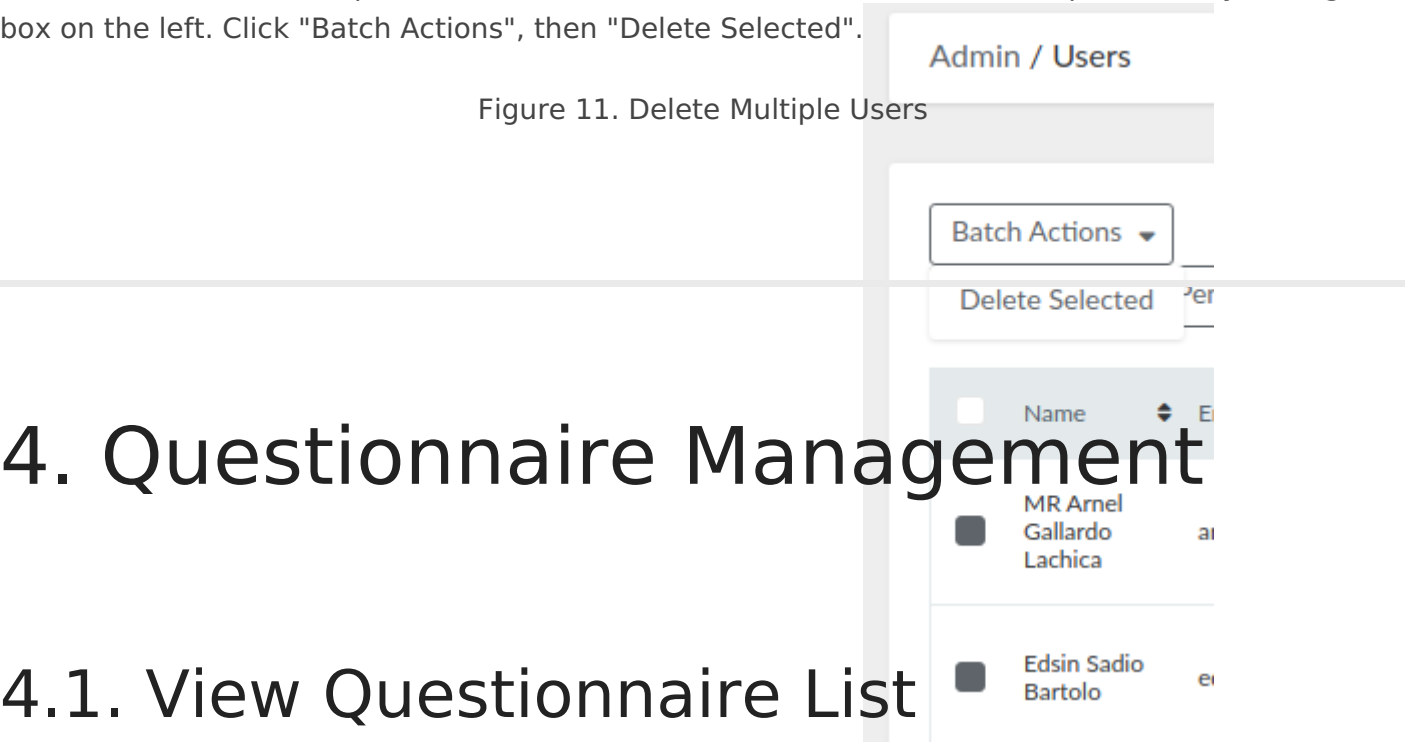 box on the left. Click "Batch Actions", then "Delete Selected".
Figure 11. Delete Multiple Users
Admin / Users
Batch Actions
Delete Selected
Name
4. Questionnaire Management
MR Arnel
Gallardo
Lachica
4.1. View Questionnaire List
Edsin Sadio
Bartolo